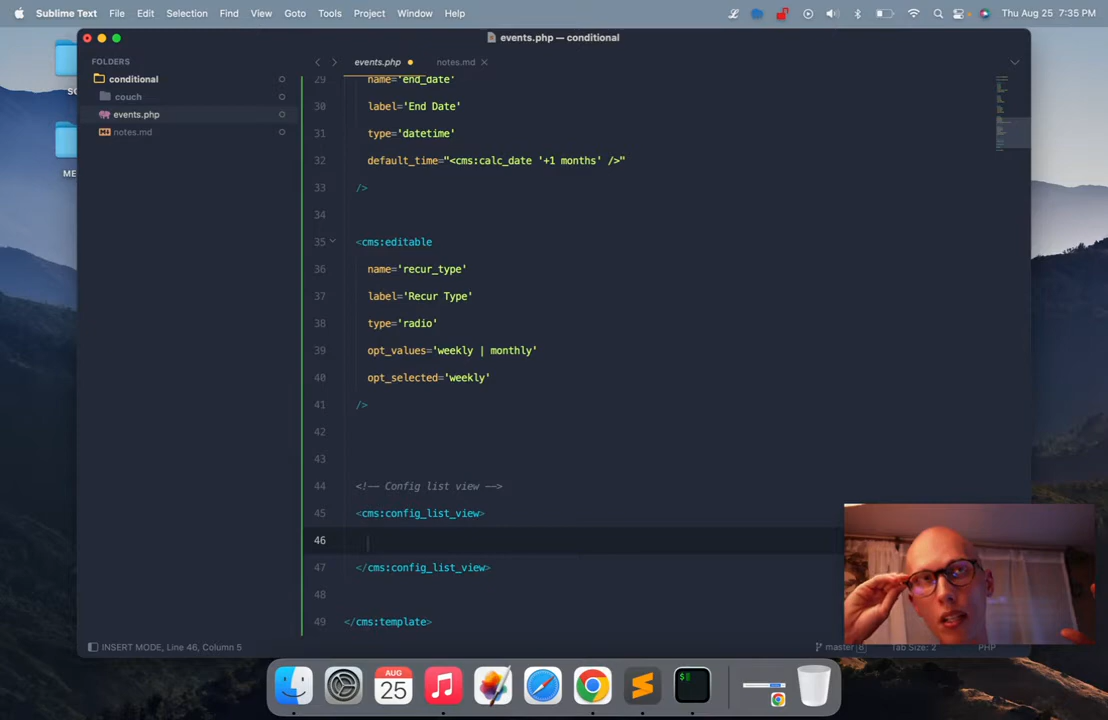 Sublime Text File Edit Selection Find View Goto Tools Project Window Help
Thu Aug 25 7:35 PM
events.php — conditional
FOLDERS
conditional
couch
events.php
notes.md
events.php
notes.md
29 name='end_date'
30 label='End Date'
31 type='datetime'
32 default_time="<cms:calc_date '+1 months' />"
33 />
34
35 <cms:editable
36 name='recur_type'
37 label='Recur Type'
38 type='radio'
39 opt_values='weekly | monthly'
40 opt_selected='weekly'
41 />
42
43
44 <!-- Config list view -->
45 <cms:config_list_view>
46
47 </cms:config_list_view>
48
49 </cms:template>
INSERT MODE, Line 46, Column 5
master
Tab Size: 2
PHP
AUG
25